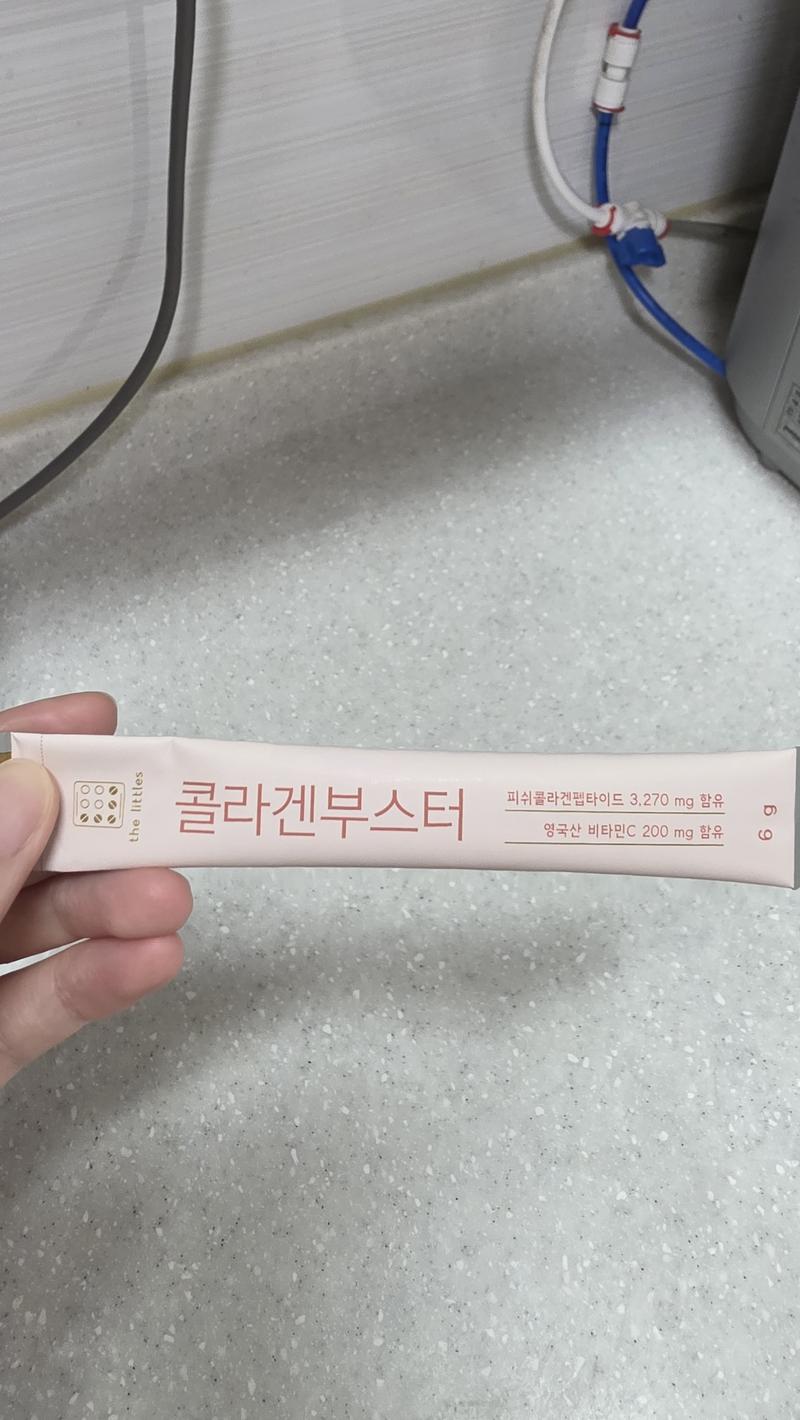 the littles
콜라겐부스터
피쉬콜라겐펩타이드 3,270 mg 함유
영국산 비타민C 200 mg 함유
6 g